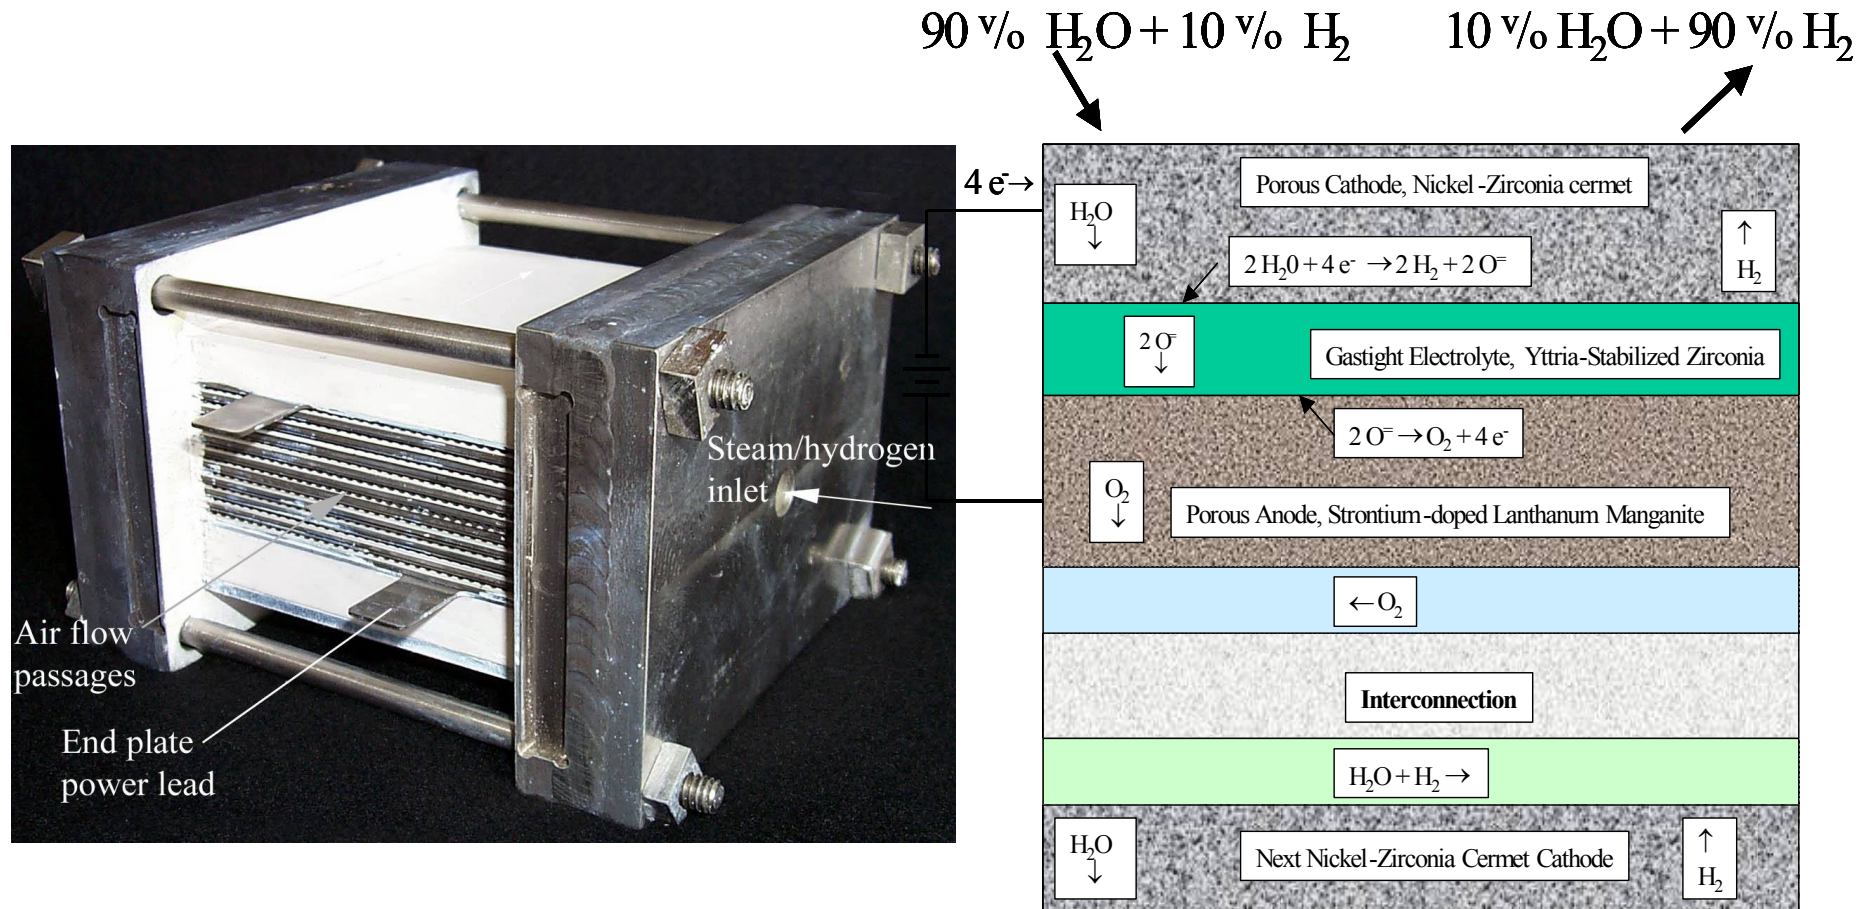 90 v/% H₂O + 10 v/% H₂
10 v/% H₂O + 90 v/% H₂
4 e⁻→
Porous Cathode, Nickel-Zirconia cermet
H₂O
↓
↑
H₂
2 H₂0 + 4 e⁻ → 2 H₂ + 2 O⁼
2 O⁼
↓
Gastight Electrolyte, Yttria-Stabilized Zirconia
2 O⁼ → O₂ + 4 e⁻
O₂
↓
Porous Anode, Strontium-doped Lanthanum Manganite
← O₂
Interconnection
H₂O + H₂ →
H₂O
↓
Next Nickel-Zirconia Cermet Cathode
↑
H₂
Steam/hydrogen
inlet
Air flow
passages
End plate
power lead